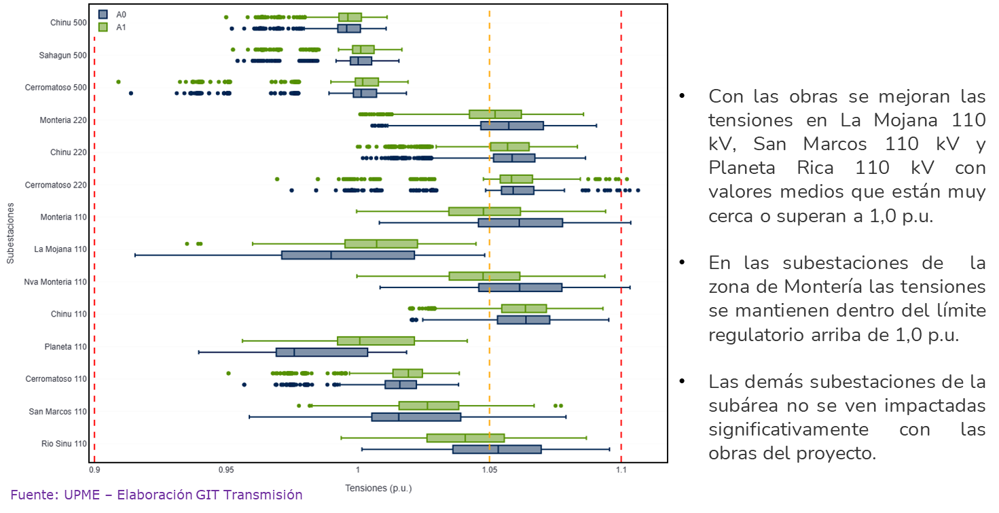 A0
A1
Chinu 500
Sahagun 500
Cerromatoso 500
Monteria 220
Chinu 220
Cerromatoso 220
Monteria 110
La Mojana 110
Nva Monteria 110
Chinu 110
Planeta 110
Cerromatoso 110
San Marcos 110
Rio Sinu 110
Subestaciones
0.9 0.95 1 1.05 1.1
Tensiones (p.u.)
Fuente: UPME – Elaboración GIT Transmisión
• Con las obras se mejoran las
tensiones en La Mojana 110
kV, San Marcos 110 kV y
Planeta Rica 110 kV con
valores medios que están muy
cerca o superan a 1,0 p.u.
• En las subestaciones de la
zona de Montería las tensiones
se mantienen dentro del límite
regulatorio arriba de 1,0 p.u.
• Las demás subestaciones de la
subárea no se ven impactadas
significativamente con las
obras del proyecto.